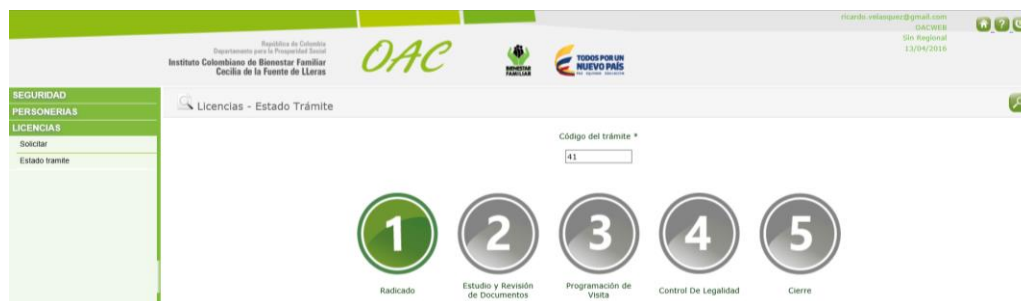 ricardo.velasquez@gmail.com
OACWEB
Sin Regional
13/04/2016
República de Colombia
Departamento para la Prosperidad Social
Instituto Colombiano de Bienestar Familiar
Cecilia de la Fuente de LLeras
OAC
BIENESTAR
FAMILIAR
TODOS POR UN
NUEVO PAÍS
SEGURIDAD
PERSONERIAS
LICENCIAS
Solicitar
Estado tramite
Licencias - Estado Trámite
Código del trámite *
41
1
2
3
4
5
Radicado
Estudio y Revisión
de Documentos
Programación de
Visita
Control De Legalidad
Cierre